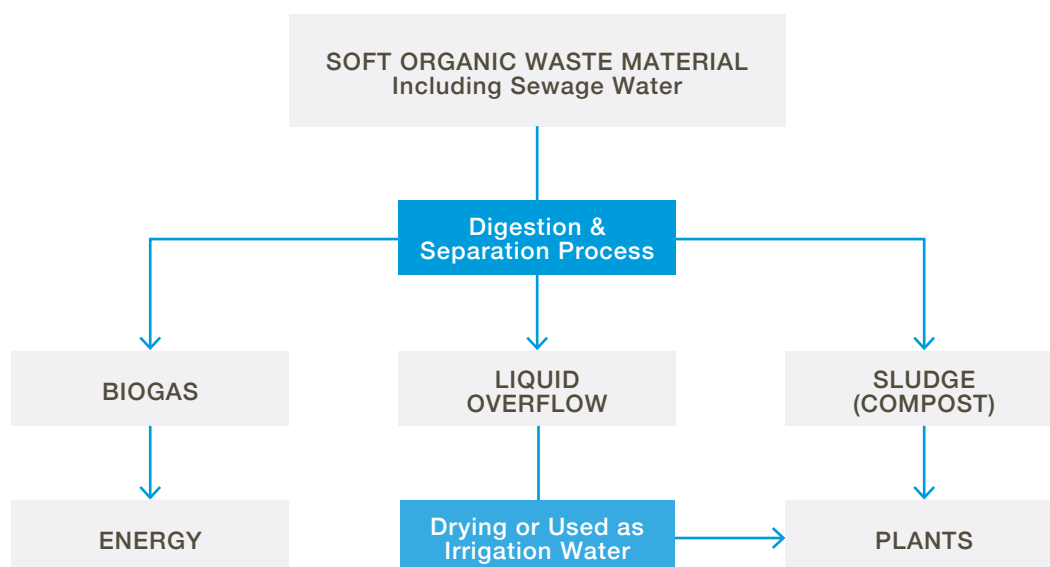 SOFT ORGANIC WASTE MATERIAL
Including Sewage Water
Digestion &
Separation Process
BIOGAS
LIQUID
OVERFLOW
SLUDGE
(COMPOST)
ENERGY
Drying or Used as
Irrigation Water
PLANTS